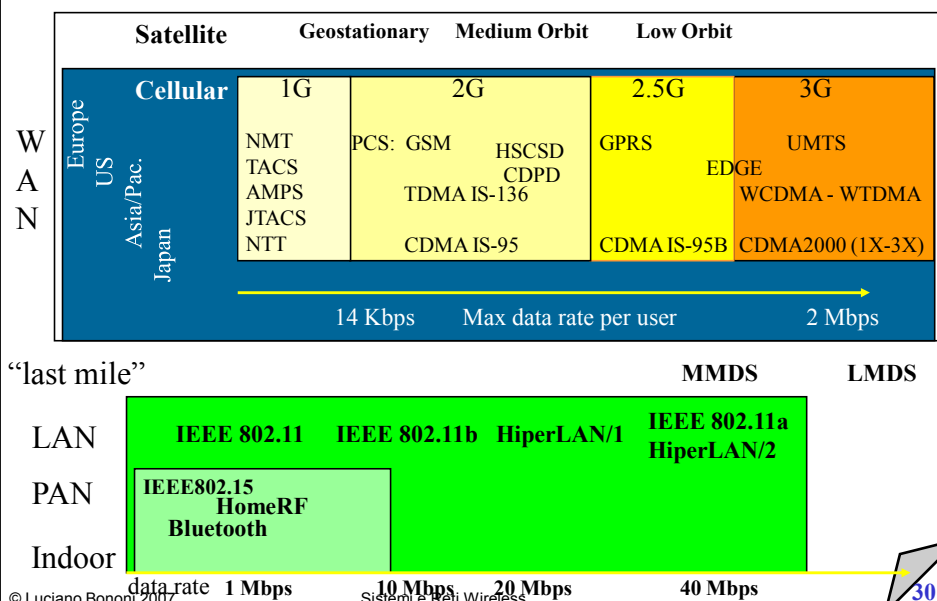 Satellite Geostationary Medium Orbit Low Orbit
WAN
Cellular 1G 2G 2.5G 3G
Europe
US
Asia/Pac.
Japan
NMT
TACS
AMPS
JTACS
NTT
PCS: GSM
HSCSD
CDPD
TDMA IS-136
CDMA IS-95
GPRS
EDGE
CDMA IS-95B
UMTS
WCDMA - WTDMA
CDMA2000 (1X-3X)
14 Kbps Max data rate per user 2 Mbps
“last mile” MMDS LMDS
LAN IEEE 802.11 IEEE 802.11b HiperLAN/1 IEEE 802.11a
HiperLAN/2
PAN IEEE802.15
HomeRF
Bluetooth
Indoor
data rate 1 Mbps 10 Mbps 20 Mbps 40 Mbps
© Luciano Bononi 2007 Sistemi e Reti Wireless 30